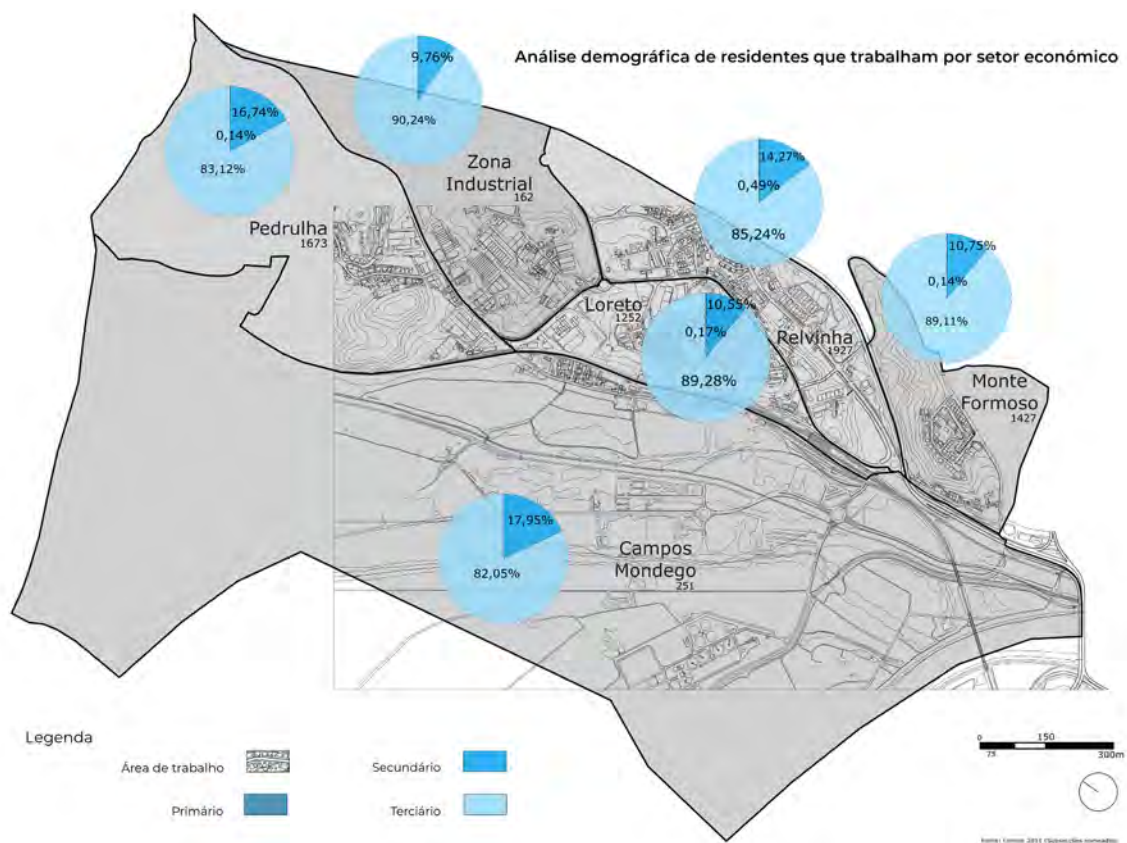 Análise demográfica de residentes que trabalham por setor económico
9,76%
90,24%
16,74%
0,14%
83,12%
Zona
Industrial
162
Pedrulha
1673
14,27%
0,49%
85,24%
10,75%
0,14%
89,11%
Loreto
1252
10,55%
0,17%
89,28%
Relvinha
1927
Monte
Formoso
1427
17,95%
82,05%
Campos
Mondego
251
Legenda
Área de trabalho
Secundário
Primário
Terciário
0 150
75 300m